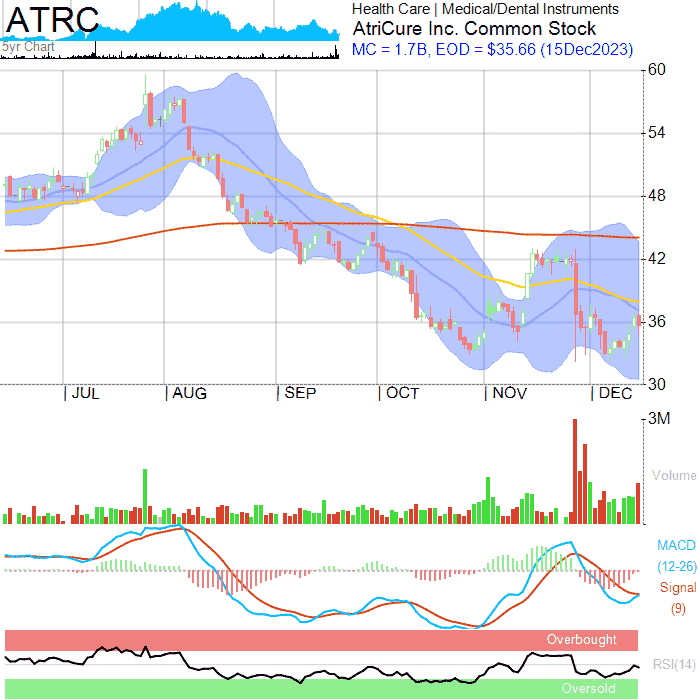 ATRC
5yr Chart
Health Care | Medical/Dental Instruments
AtriCure Inc. Common Stock
MC = 1.7B, EOD = $35.66 (15Dec2023)
60
54
48
42
36
30
JUL AUG SEP OCT NOV DEC
3M
Volume
MACD
(12-26)
Signal
(9)
Overbought
RSI(14)
Oversold